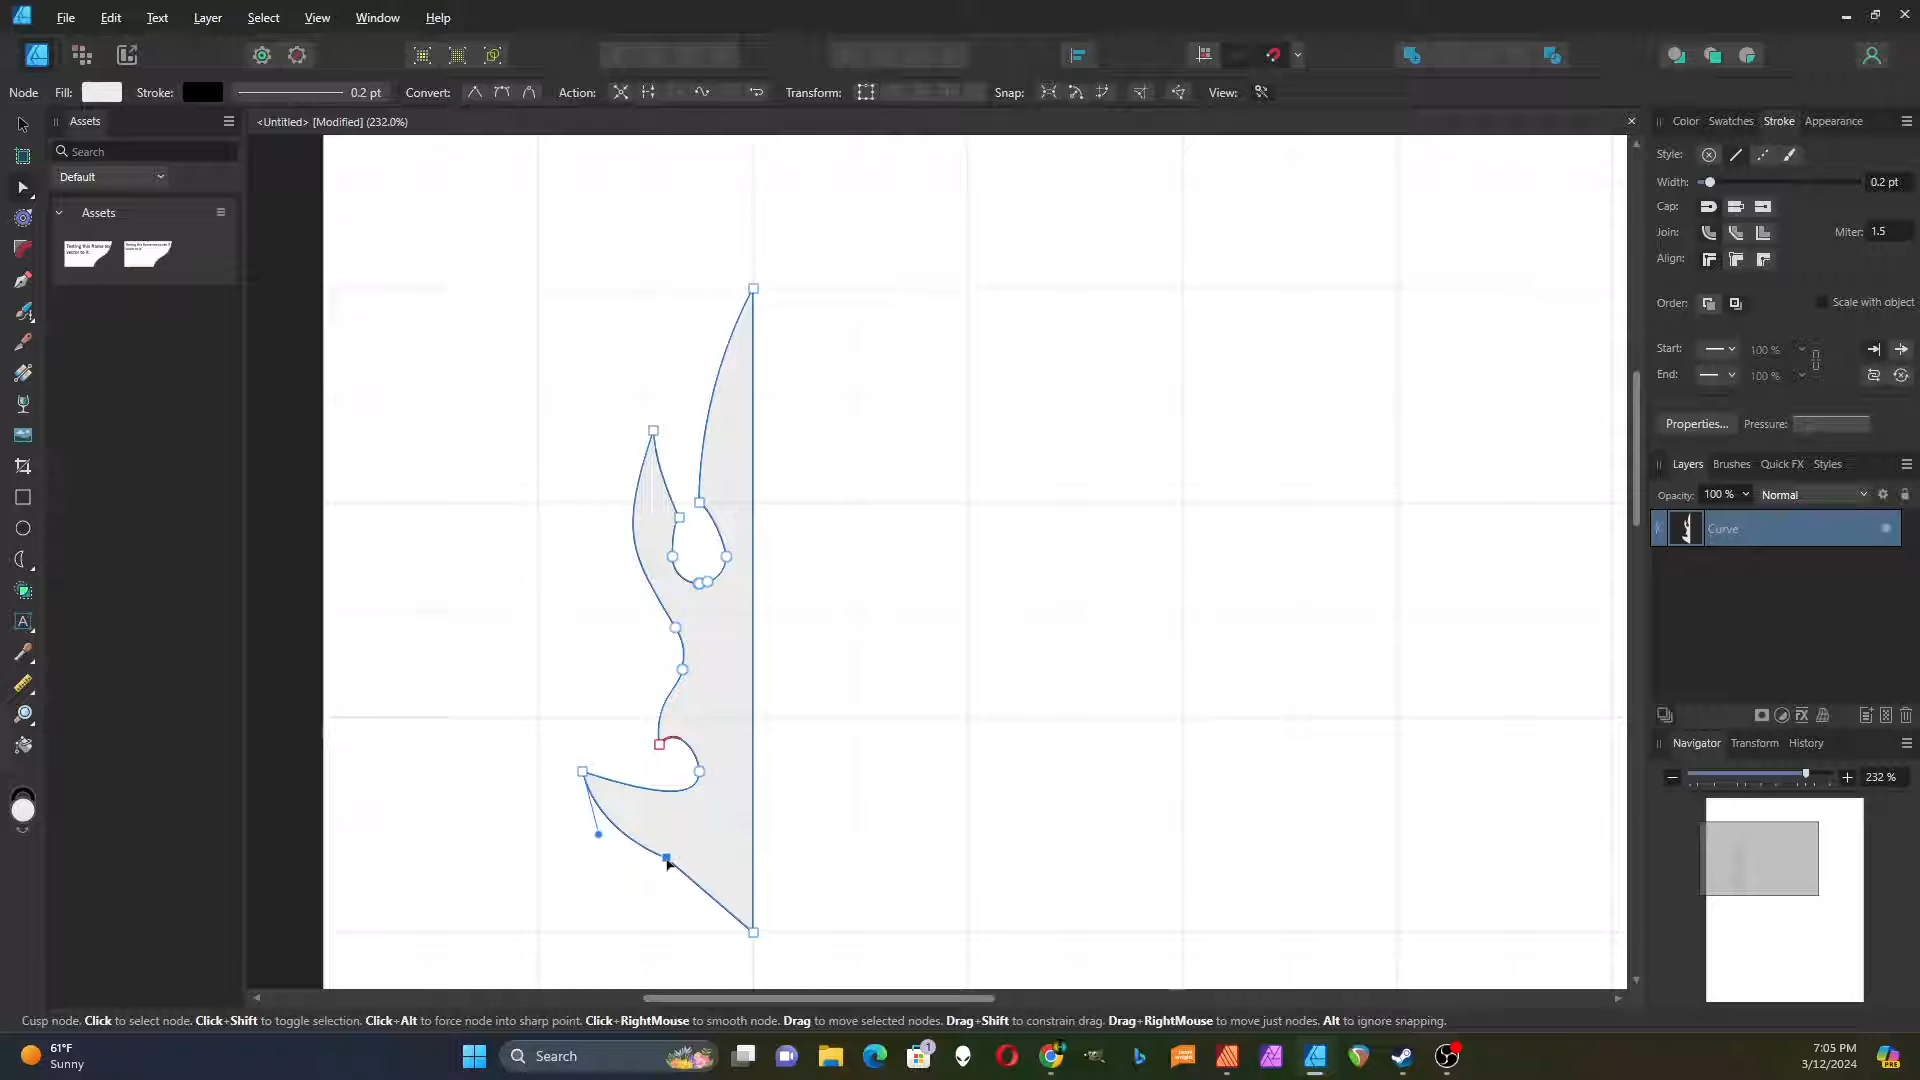 File Edit Text Layer Select View Window Help
Node Fill: Stroke: 0.2 pt Convert: Action: Transform: Snap: View:
Assets
<Untitled> [Modified] (232.0%)
Search
Default
Assets
Color Swatches Stroke Appearance
Style:
Width: 0.2 pt
Cap:
Join: Miter: 1.5
Align:
Order: Scale with object
Start: 100 %
End: 100 %
Properties... Pressure:
Layers Brushes Quick FX Styles
Opacity: 100 % Normal
Curve
Navigator Transform History
232 %
Cusp node. Click to select node. Click+Shift to toggle selection. Click+Alt to force node into sharp point. Click+RightMouse to smooth node. Drag to move selected nodes. Drag+Shift to constrain drag. Drag+RightMouse to move just nodes. Alt to ignore snapping.
61°F
Sunny
Search
1
7:05 PM
3/12/2024